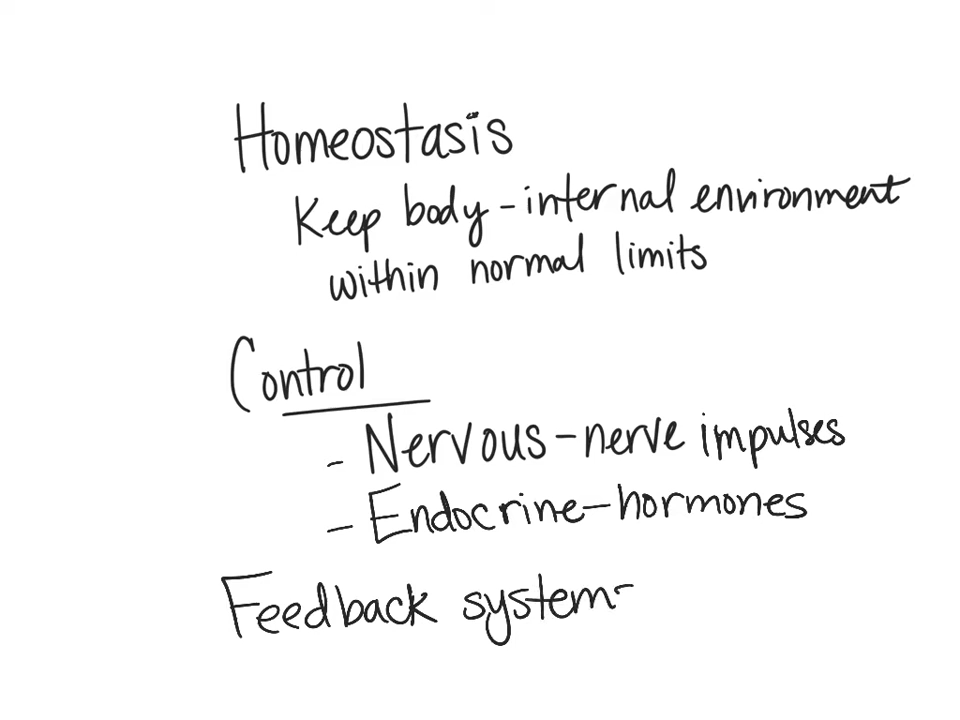 Homeostasis
Keep body - internal environment
within normal limits
Control
- Nervous - nerve impulses
- Endocrine - hormones
Feedback system -